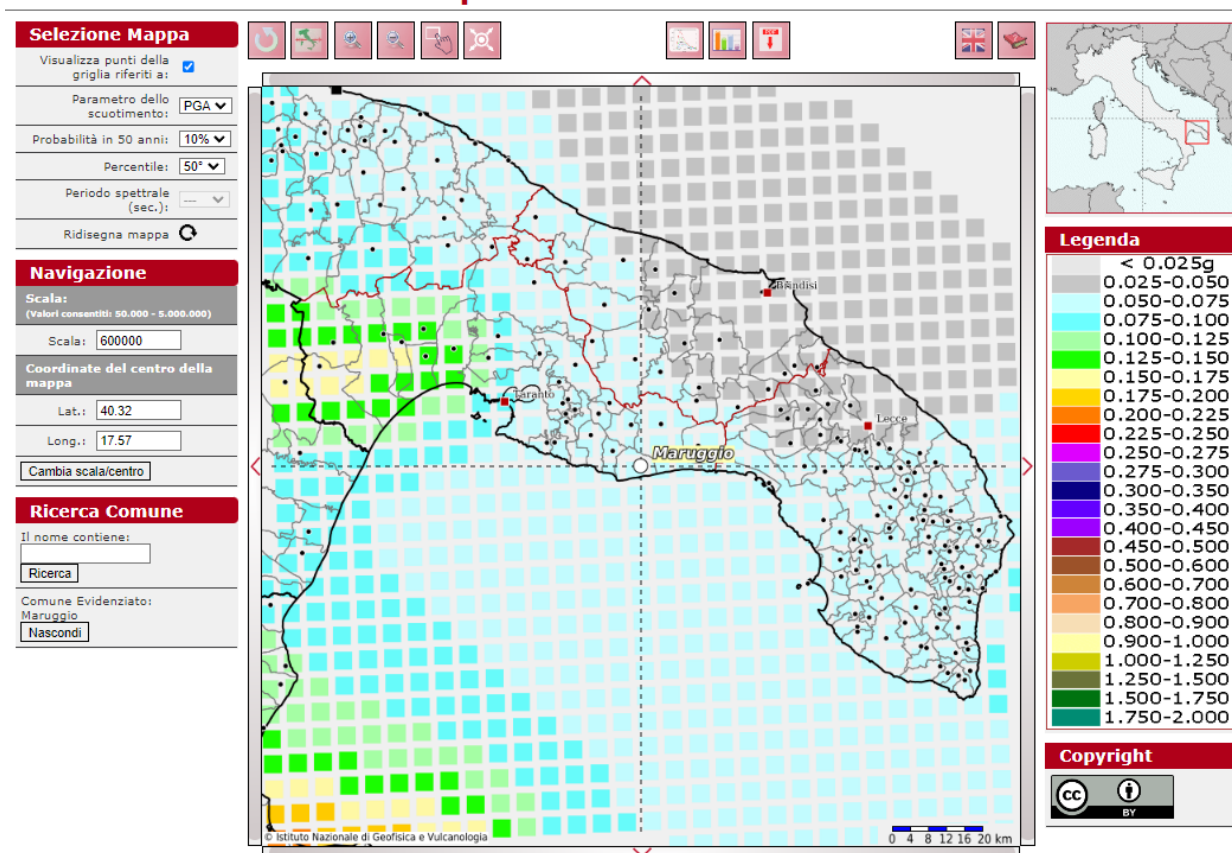 Selezione Mappa
Visualizza punti della
griglia riferiti a:
Parametro dello
scuotimento:
PGA
Probabilità in 50 anni:
10%
Percentile:
50°
Periodo spettrale
(sec.):
---
Ridisegna mappa
Navigazione
Scala:
(Valori consentiti: 50.000 - 5.000.000)
Scala:
600000
Coordinate del centro della
mappa
Lat.:
40.32
Long.:
17.57
Cambia scala/centro
Ricerca Comune
Il nome contiene:
Ricerca
Comune Evidenziato:
Maruggio
Nascondi
PDF
Brindisi
Taranto
Lecce
Maruggio
© Istituto Nazionale di Geofisica e Vulcanologia
0 4 8 12 16 20 km
Legenda
< 0.025g
0.025-0.050
0.050-0.075
0.075-0.100
0.100-0.125
0.125-0.150
0.150-0.175
0.175-0.200
0.200-0.225
0.225-0.250
0.250-0.275
0.275-0.300
0.300-0.350
0.350-0.400
0.400-0.450
0.450-0.500
0.500-0.600
0.600-0.700
0.700-0.800
0.800-0.900
0.900-1.000
1.000-1.250
1.250-1.500
1.500-1.750
1.750-2.000
Copyright
cc
BY